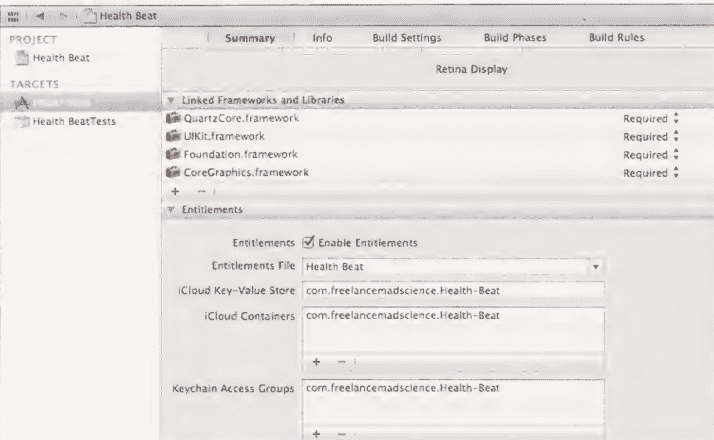 Health Beat
PROJECT
Health Beat
TARGETS
Health BeatTests
Summary Info Build Settings Build Phases Build Rules
Retina Display
Linked Frameworks and Libraries
QuartzCore.framework Required
UIKit.framework Required
Foundation.framework Required
CoreGraphics.framework Required
+ −
Entitlements
Entitlements Enable Entitlements
Entitlements File Health Beat
iCloud Key-Value Store com.freelancemadscience.Health-Beat
iCloud Containers com.freelancemadscience.Health-Beat
+ −
Keychain Access Groups com.freelancemadscience.Health-Beat
+ −